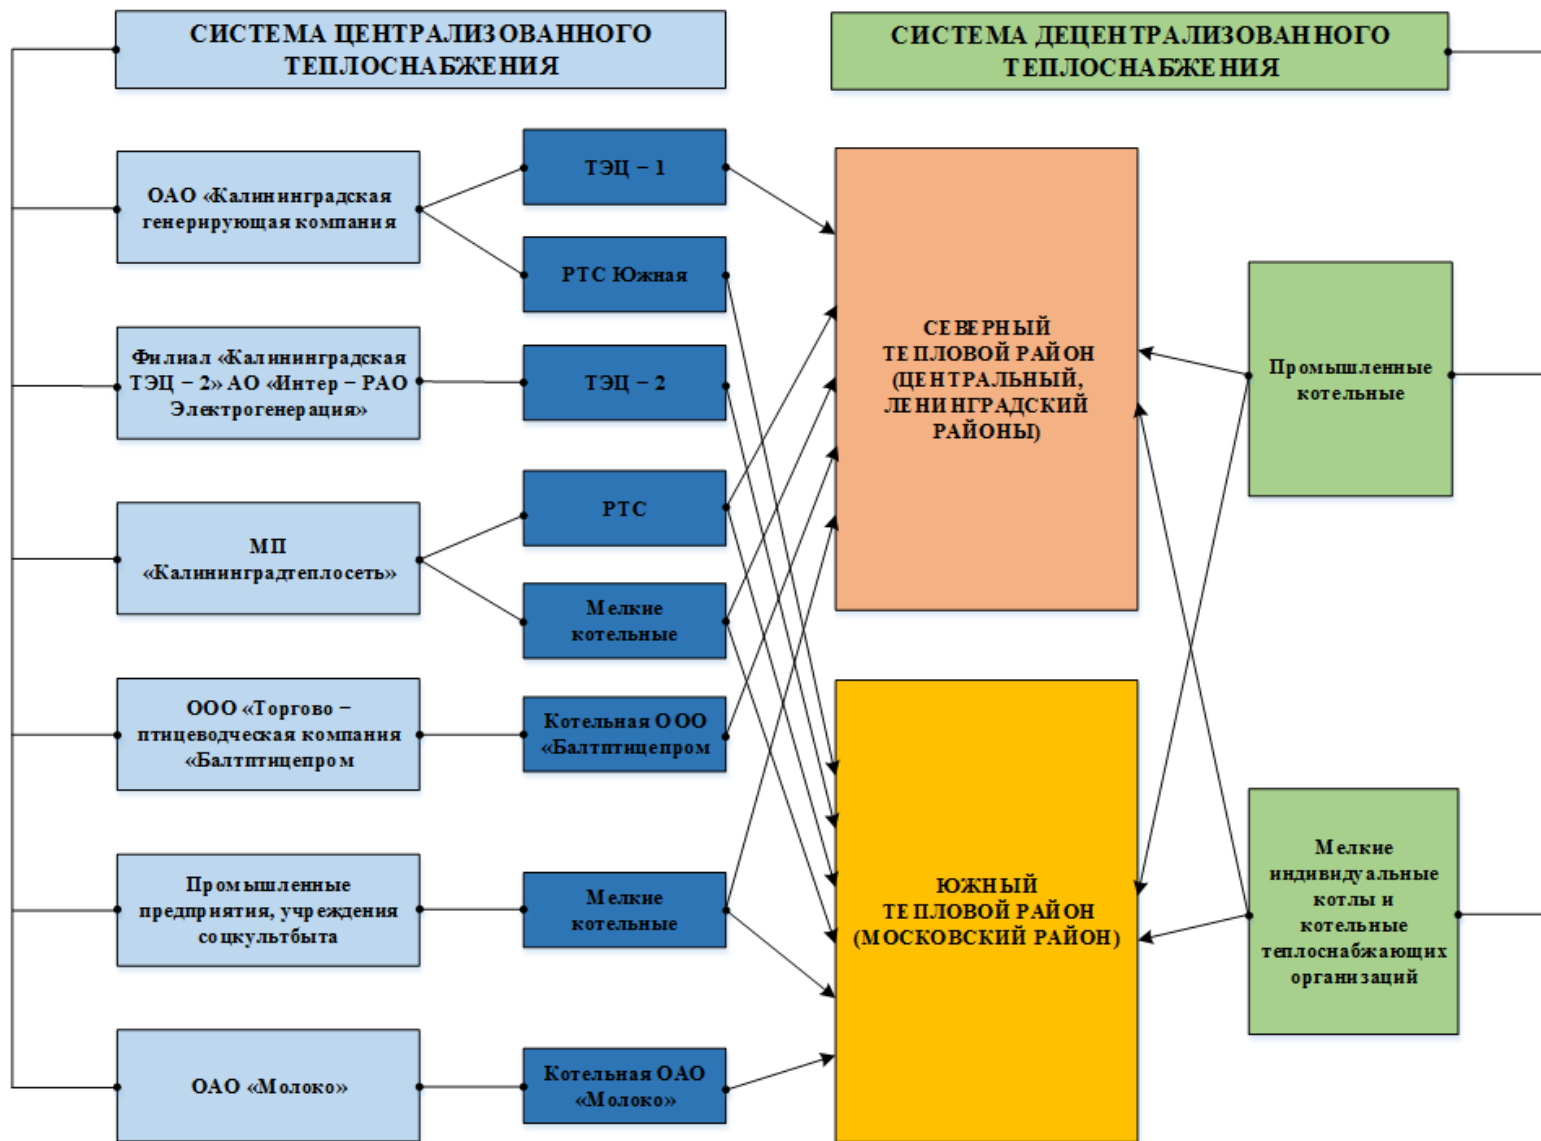 СИСТЕМА ЦЕНТРАЛИЗОВАННОГО
ТЕПЛОСНАБЖЕНИЯ
СИСТЕМА ДЕЦЕНТРАЛИЗОВАННОГО
ТЕПЛОСНАБЖЕНИЯ
ОАО «Калининградская
генерирующая компания
Филиал «Калининградская
ТЭЦ – 2» АО «Интер – РАО
Электрогенерация»
МП
«Калининградтеплосеть»
ООО «Торгово –
птицеводческая компания
«Балтптицепром
Промышленные
предприятия, учреждения
соцкультбыта
ОАО «Молоко»
ТЭЦ – 1
РТС Южная
ТЭЦ – 2
РТС
Мелкие
котельные
Котельная ООО
«Балтптицепром
Мелкие
котельные
Котельная ОАО
«Молоко»
СЕВЕРНЫЙ
ТЕПЛОВОЙ РАЙОН
(ЦЕНТРАЛЬНЫЙ,
ЛЕНИНГРАДСКИЙ
РАЙОНЫ)
ЮЖНЫЙ
ТЕПЛОВОЙ РАЙОН
(МОСКОВСКИЙ РАЙОН)
Промышленные
котельные
Мелкие
индивидуальные
котлы и
котельные
теплоснабжающих
организаций